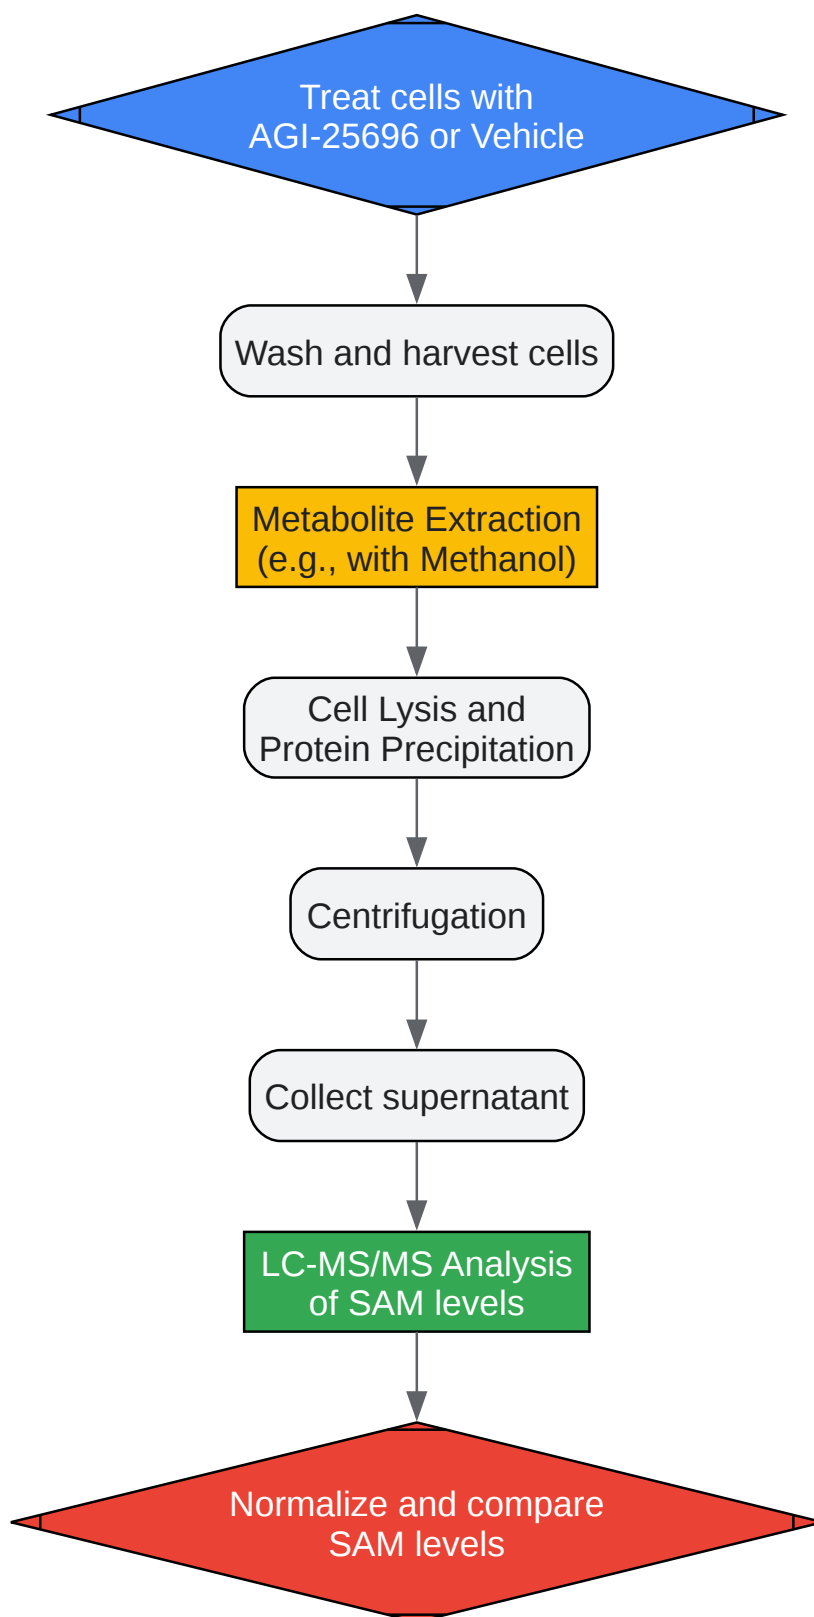 Treat cells with
AGI-25696 or Vehicle
Wash and harvest cells
Metabolite Extraction
(e.g., with Methanol)
Cell Lysis and
Protein Precipitation
Centrifugation
Collect supernatant
LC-MS/MS Analysis
of SAM levels
Normalize and compare
SAM levels